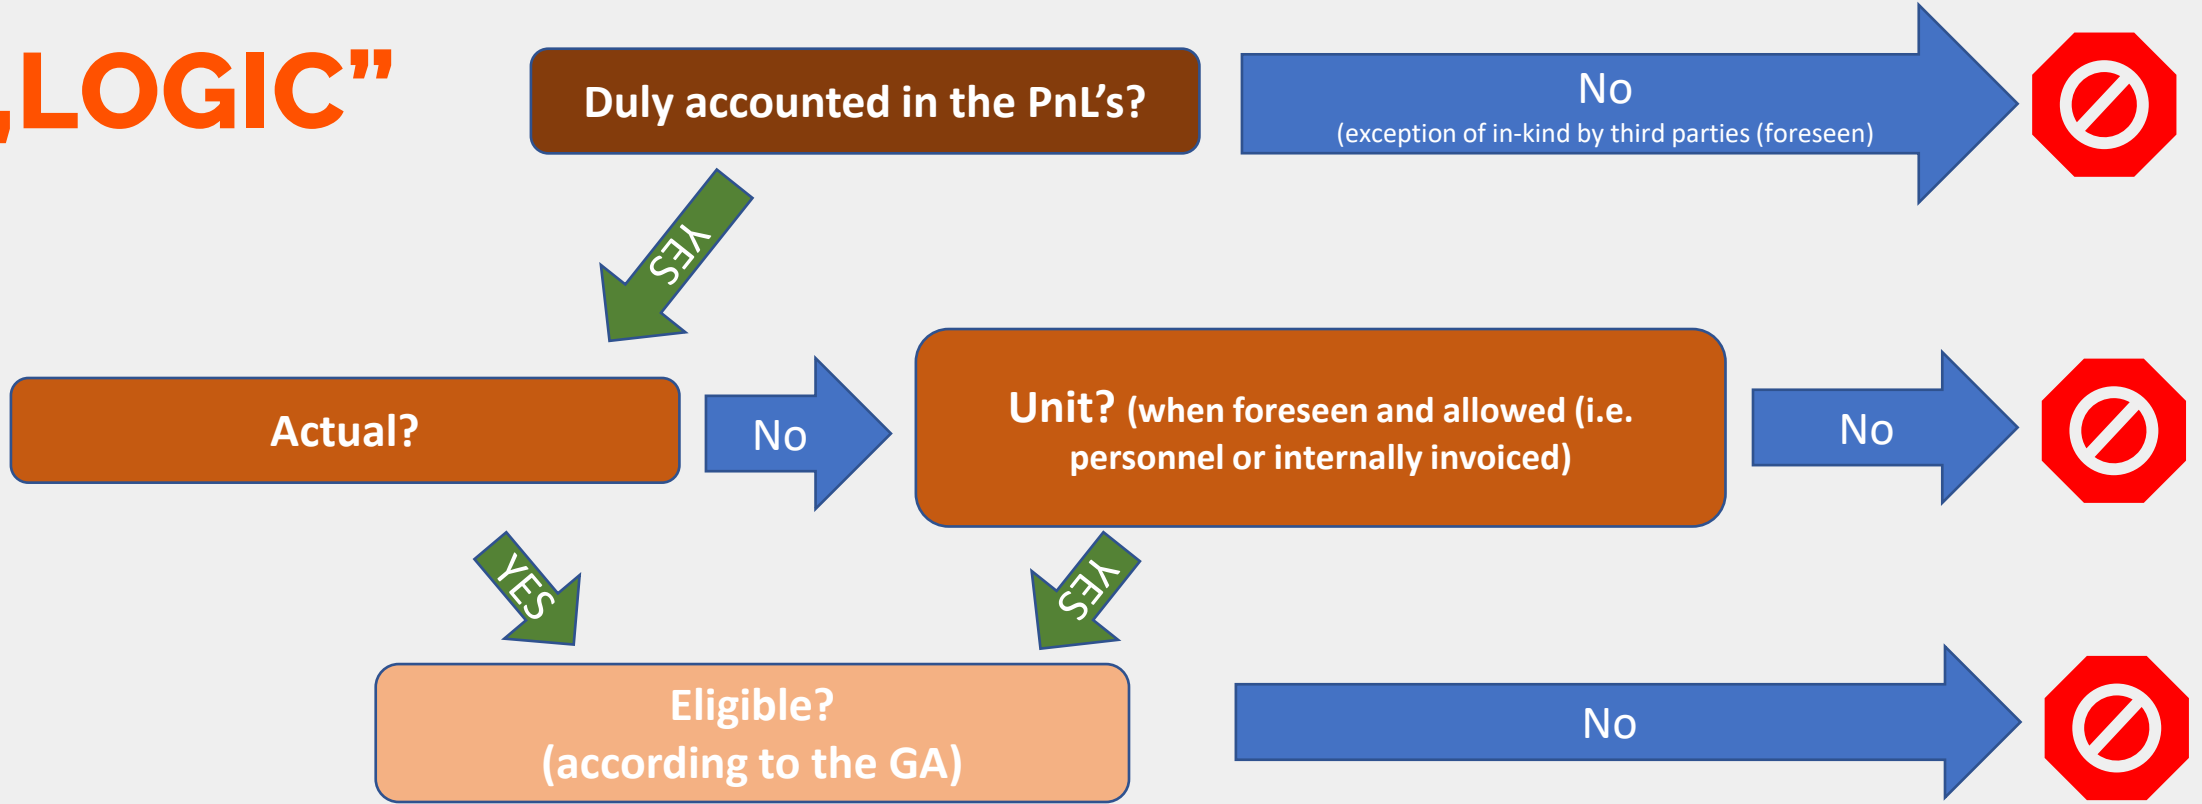 „LOGIC”
Duly accounted in the PnL’s?
No
(exception of in-kind by third parties (foreseen)
YES
Actual?
No
Unit? (when foreseen and allowed (i.e.
personnel or internally invoiced)
No
YES
YES
Eligible?
(according to the GA)
No